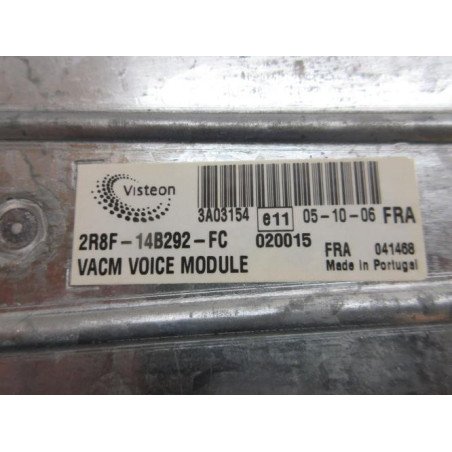 Visteon
3A03154 e11 05-10-06 FRA
2R8F-14B292-FC 020015 FRA 041468
VACM VOICE MODULE Made in Portugal